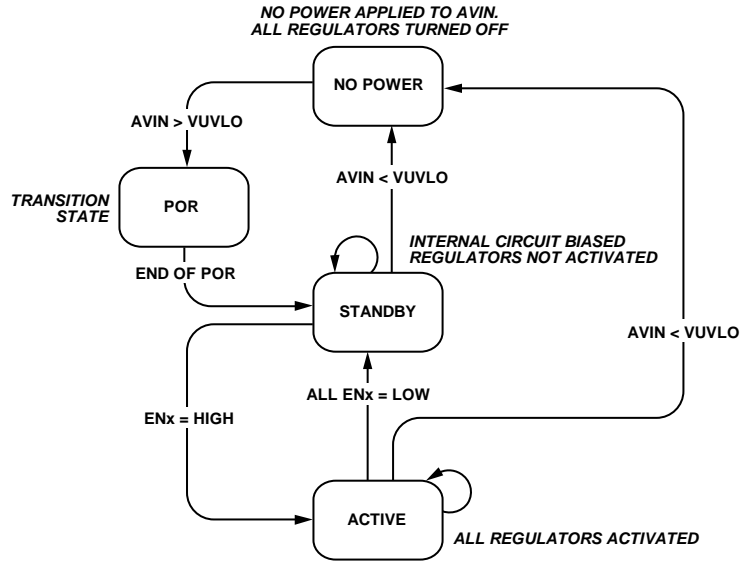 NO POWER APPLIED TO AVIN.
ALL REGULATORS TURNED OFF
NO POWER
AVIN > VUVLO
AVIN < VUVLO
TRANSITION
STATE
POR
INTERNAL CIRCUIT BIASED
REGULATORS NOT ACTIVATED
END OF POR
STANDBY
AVIN < VUVLO
ALL ENx = LOW
ENx = HIGH
ACTIVE
ALL REGULATORS ACTIVATED